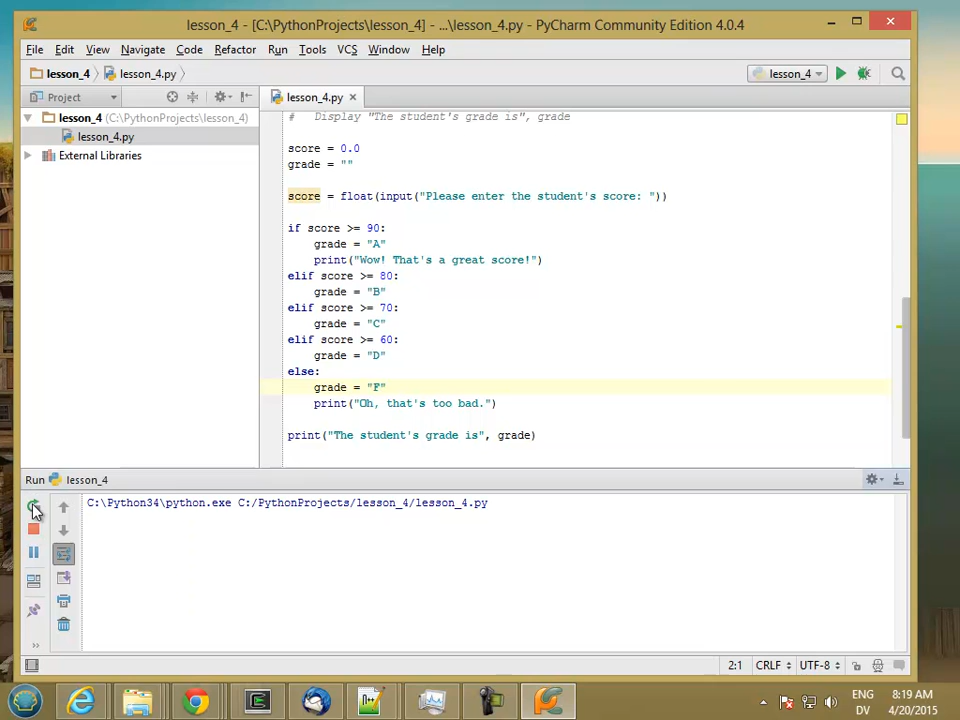 lesson_4 - [C:\PythonProjects\lesson_4] - ...\lesson_4.py - PyCharm Community Edition 4.0.4
File Edit View Navigate Code Refactor Run Tools VCS Window Help
lesson_4 lesson_4.py lesson_4
Project lesson_4.py
lesson_4 (C:\PythonProjects\lesson_4)
lesson_4.py
External Libraries
#   Display "The student's grade is", grade
score = 0.0
grade = ""
score = float(input("Please enter the student's score: "))
if score >= 90:
    grade = "A"
    print("Wow! That's a great score!")
elif score >= 80:
    grade = "B"
elif score >= 70:
    grade = "C"
elif score >= 60:
    grade = "D"
else:
    grade = "F"
    print("Oh, that's too bad.")
print("The student's grade is", grade)
Run lesson_4
C:\Python34\python.exe C:/PythonProjects/lesson_4/lesson_4.py
2:1 CRLF UTF-8
ENG 8:19 AM
DV 4/20/2015